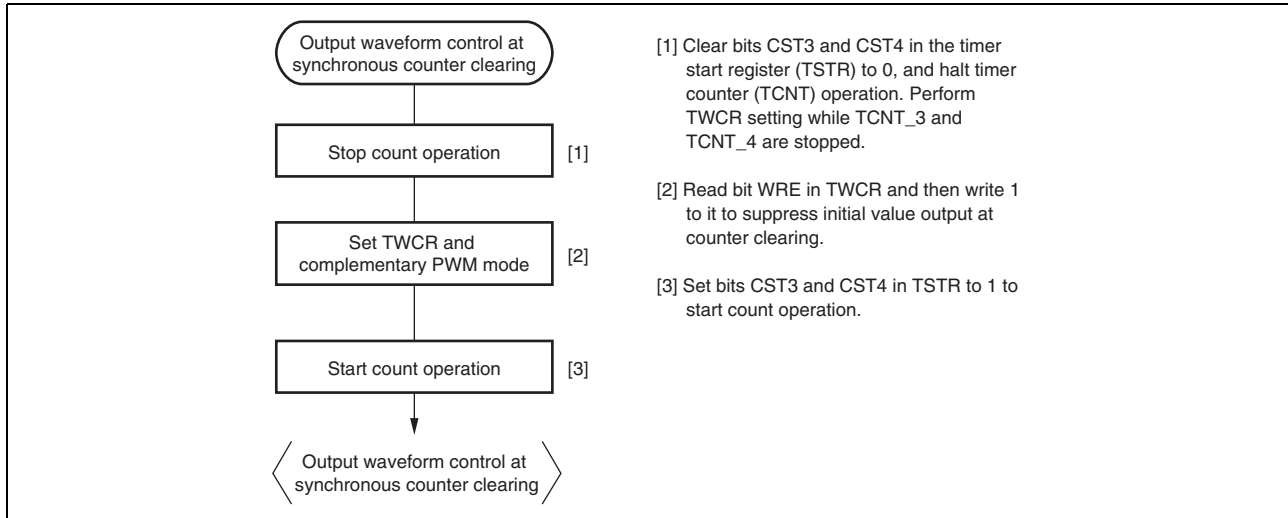 Output waveform control at
synchronous counter clearing
Stop count operation
[1]
Set TWCR and
complementary PWM mode
[2]
Start count operation
[3]
Output waveform control at
synchronous counter clearing
[1] Clear bits CST3 and CST4 in the timer
start register (TSTR) to 0, and halt timer
counter (TCNT) operation. Perform
TWCR setting while TCNT_3 and
TCNT_4 are stopped.
[2] Read bit WRE in TWCR and then write 1
to it to suppress initial value output at
counter clearing.
[3] Set bits CST3 and CST4 in TSTR to 1 to
start count operation.